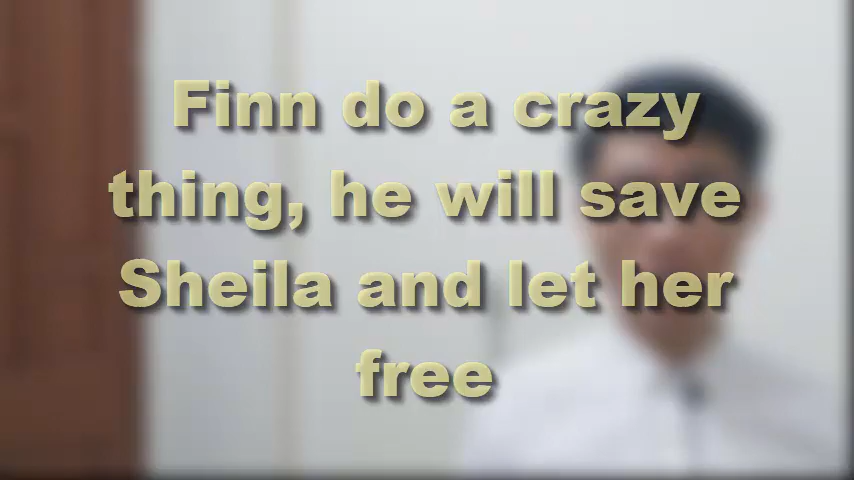 Finn do a crazy
thing, he will save
Sheila and let her
free